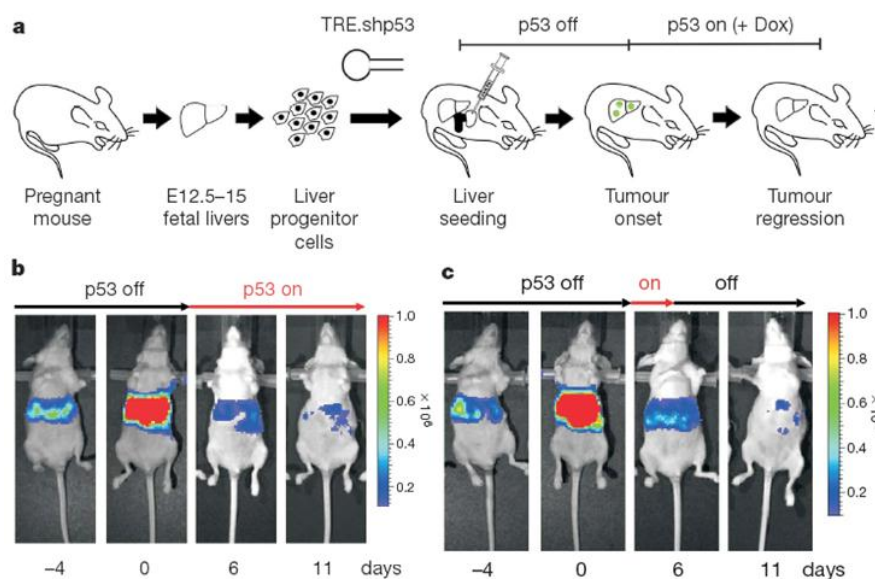 a
TRE.shp53
p53 off
p53 on (+ Dox)
Pregnant
mouse
E12.5–15
fetal livers
Liver
progenitor
cells
Liver
seeding
Tumour
onset
Tumour
regression
b
p53 off
p53 on
1.0
0.8
0.6
0.4
0.2
× 10⁶
–4
0
6
11
days
c
p53 off
on
off
1.0
0.8
0.6
0.4
0.2
–4
0
6
11
days